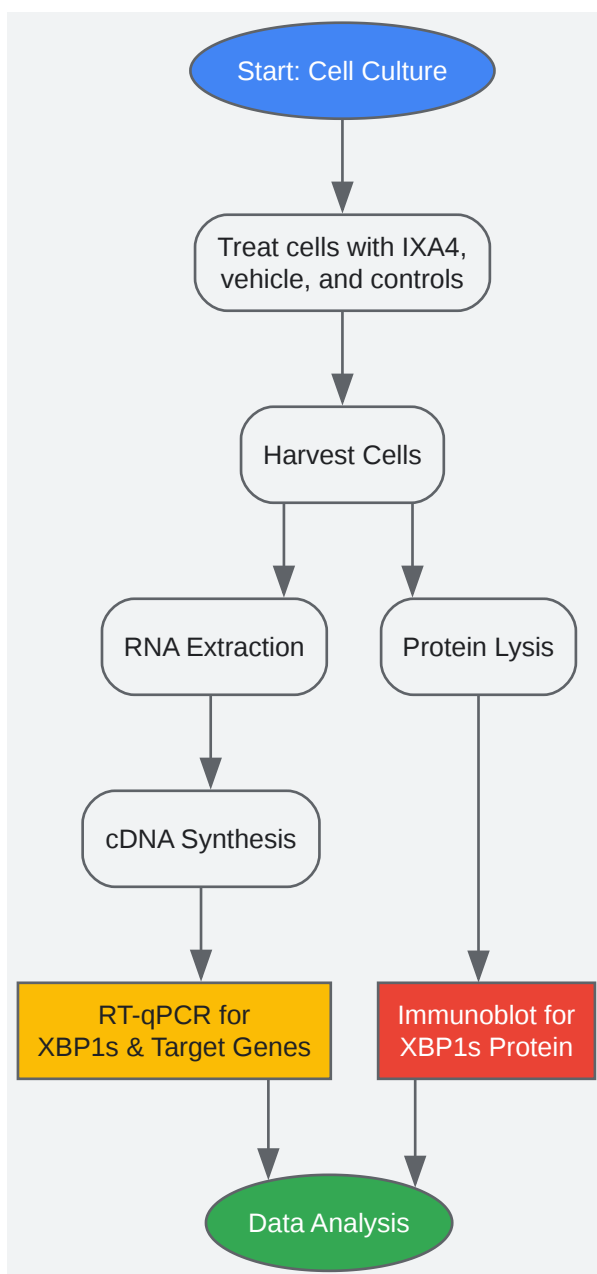 Start: Cell Culture
Treat cells with IXA4,
vehicle, and controls
Harvest Cells
RNA Extraction
Protein Lysis
cDNA Synthesis
RT-qPCR for
XBP1s & Target Genes
Immunoblot for
XBP1s Protein
Data Analysis